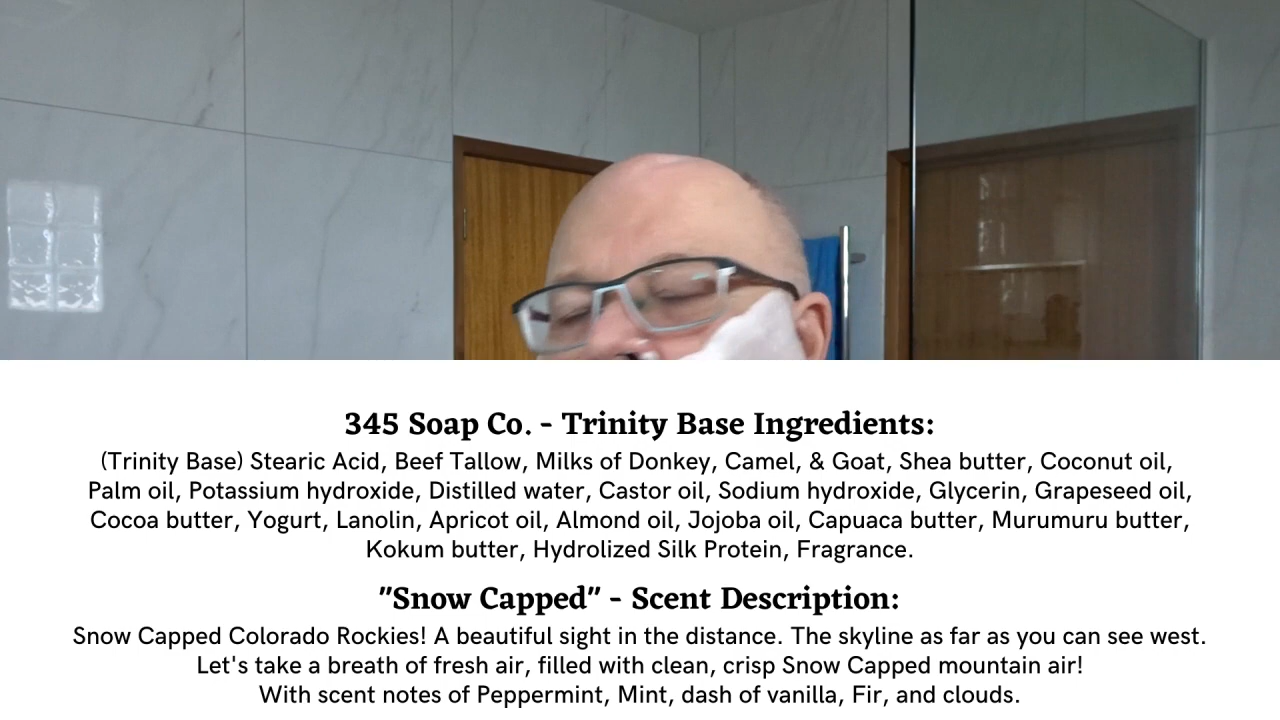 345 Soap Co. - Trinity Base Ingredients:
(Trinity Base) Stearic Acid, Beef Tallow, Milks of Donkey, Camel, & Goat, Shea butter, Coconut oil,
Palm oil, Potassium hydroxide, Distilled water, Castor oil, Sodium hydroxide, Glycerin, Grapeseed oil,
Cocoa butter, Yogurt, Lanolin, Apricot oil, Almond oil, Jojoba oil, Capuaca butter, Murumuru butter,
Kokum butter, Hydrolized Silk Protein, Fragrance.
"Snow Capped" - Scent Description:
Snow Capped Colorado Rockies! A beautiful sight in the distance. The skyline as far as you can see west.
Let's take a breath of fresh air, filled with clean, crisp Snow Capped mountain air!
With scent notes of Peppermint, Mint, dash of vanilla, Fir, and clouds.